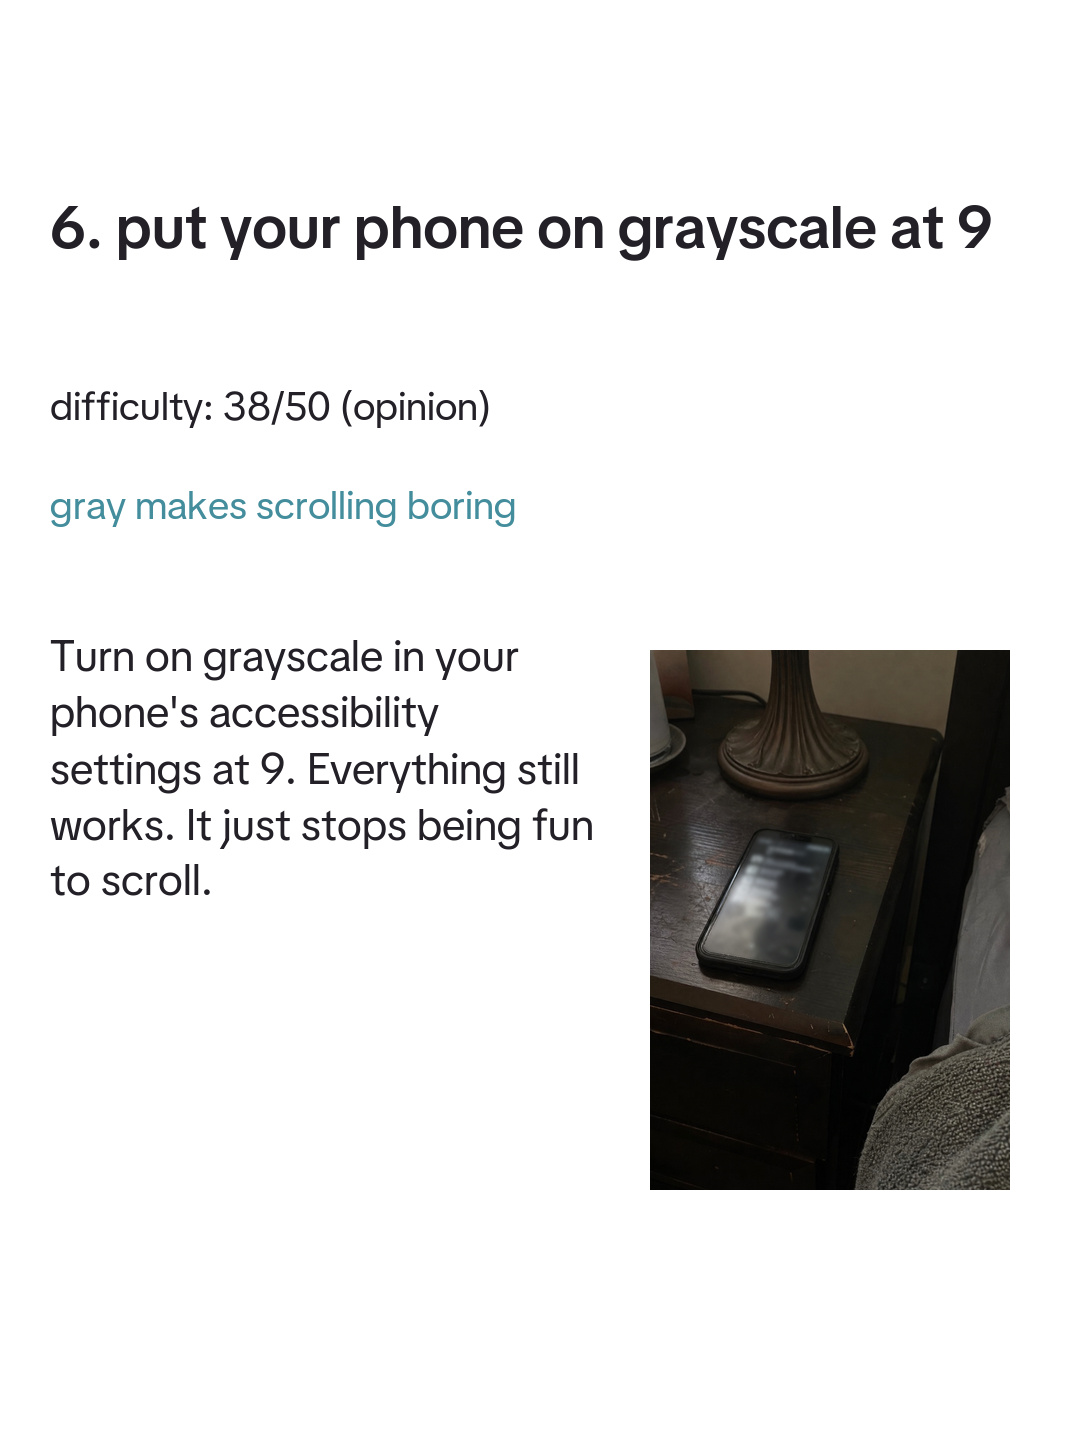 6. put your phone on grayscale at 9
difficulty: 38/50 (opinion)
gray makes scrolling boring
Turn on grayscale in your
phone's accessibility
settings at 9. Everything still
works. It just stops being fun
to scroll.